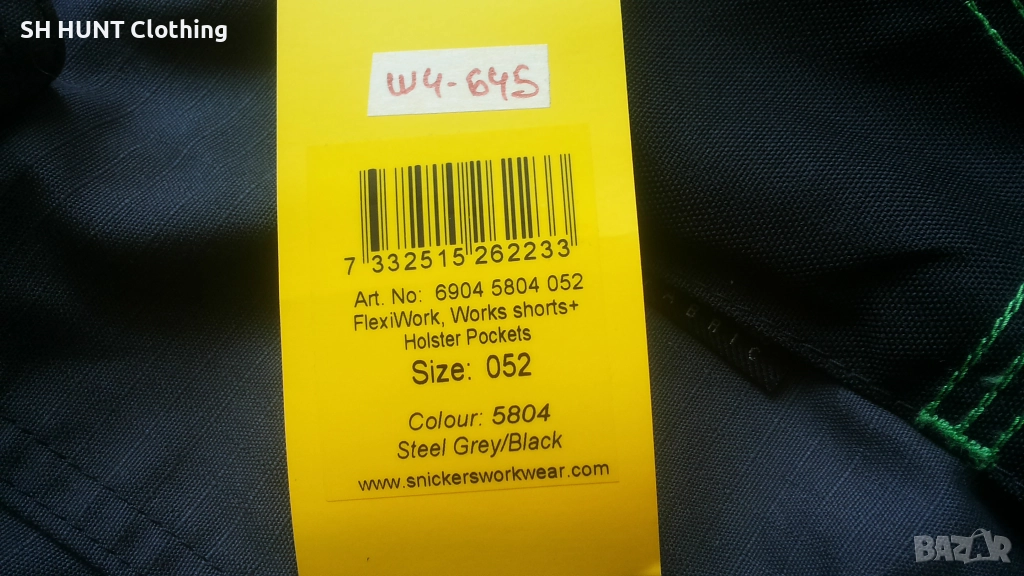 SH HUNT Clothing
W4-645
7 332515 262233
Art. No: 6904 5804 052
FlexiWork, Works shorts+
Holster Pockets
Size: 052
Colour: 5804
Steel Grey/Black
www.snickersworkwear.com
BAZAR